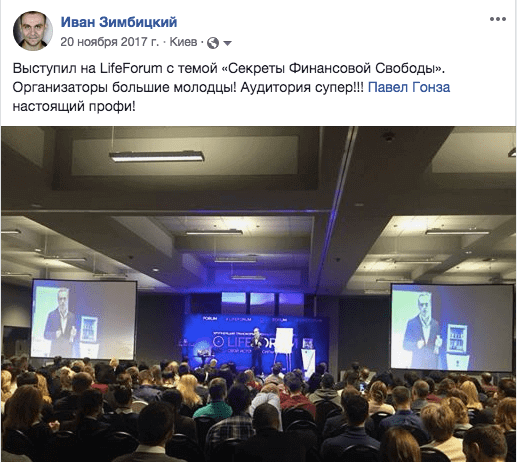 Иван Зимбицкий
20 ноября 2017 г. · Киев ·
Выступил на LifeForum с темой «Секреты Финансовой Свободы».
Организаторы большие молодцы! Аудитория супер!!! Павел Гонза
настоящий профи!
LIFEFORUM